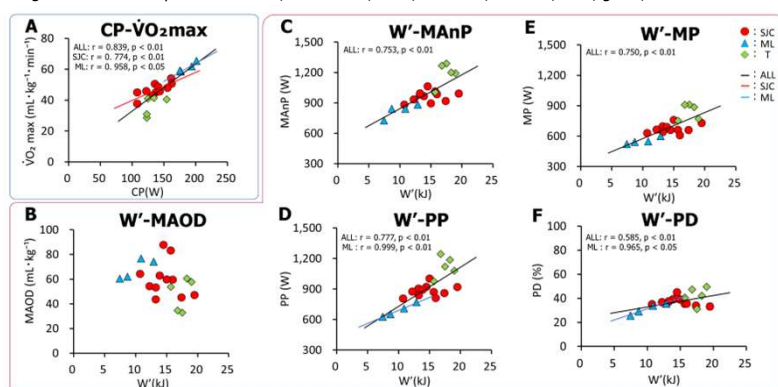 A
CP-V̇O₂max
ALL: r = 0.839, p < 0.01
SJC: r = 0.774, p < 0.01
ML: r = 0.958, p < 0.05
V̇O₂ max (mL･kg⁻¹･min⁻¹)
80
60
40
20
0
0 50 100 150 200 250
CP(W)
C
W′-MAnP
ALL: r = 0.753, p < 0.01
MAnP (W)
1,500
1,200
900
600
300
0 5 10 15 20 25
W′(kJ)
E
W′-MP
ALL: r = 0.750, p < 0.01
MP (W)
1,500
1,200
900
600
300
0 5 10 15 20 25
W′(kJ)
: SJC
: ML
: T
: ALL
: SJC
: ML
B
W′-MAOD
MAOD (mL･kg⁻¹)
100
80
60
40
20
0
0 5 10 15 20 25
W′(kJ)
D
W′-PP
ALL: r = 0.777, p < 0.01
ML : r = 0.999, p < 0.01
PP (W)
1,500
1,200
900
600
300
0 5 10 15 20 25
W′(kJ)
F
W′-PD
ALL: r = 0.585, p < 0.01
ML : r = 0.965, p < 0.05
PD (%)
100
80
60
40
20
0
0 5 10 15 20 25
W′(kJ)